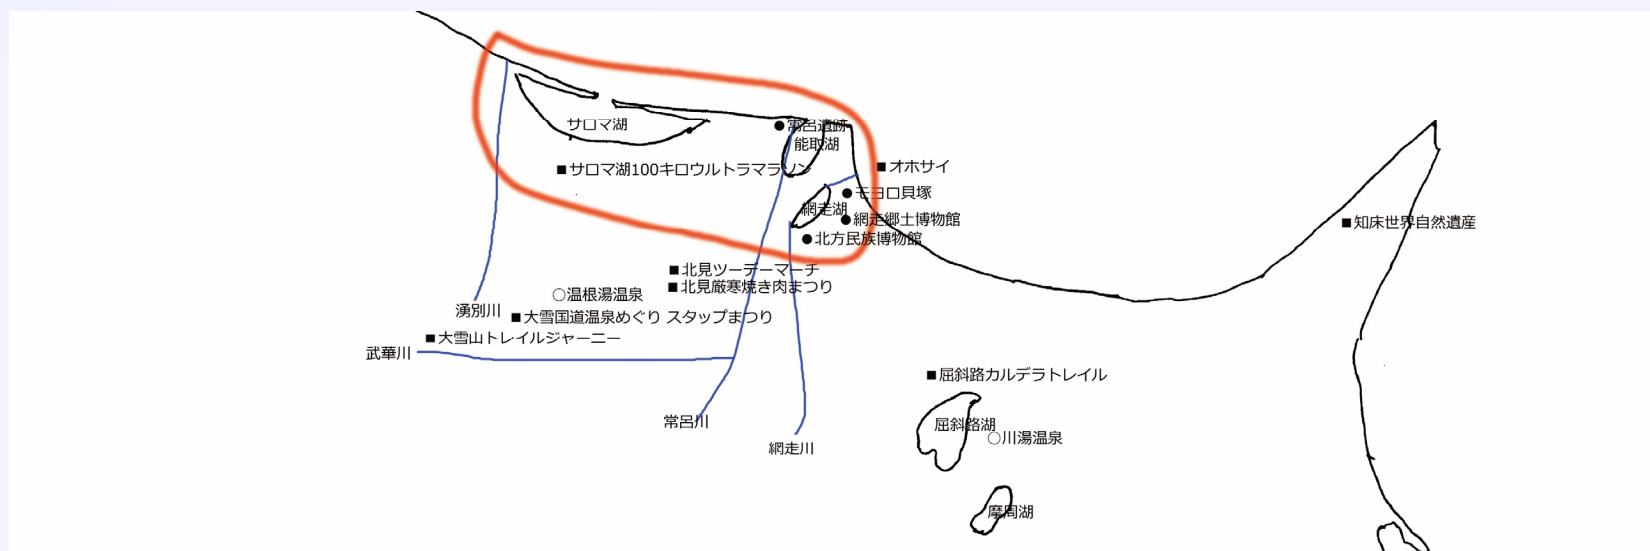 サロマ湖
●常呂遺跡
能取湖
■サロマ湖100キロウルトラマラソン
■オホサイ
●モヨロ貝塚
網走湖
●網走郷土博物館
■知床世界自然遺産
●北方民族博物館
■北見ツーデーマーチ
■北見厳寒焼き肉まつり
○温根湯温泉
湧別川
■大雪国道温泉めぐり スタップまつり
■大雪山トレイルジャーニー
武華川
■屈斜路カルデラトレイル
常呂川
屈斜路湖
○川湯温泉
網走川
摩周湖